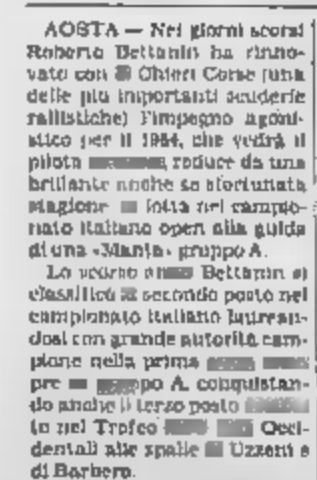 AOSTA — Nei giorni scorsi
Roberto Bettanin ha rinno-
vato con Chieri Corse (una
delle più importanti scuderie
rallistiche) l'impegno agoni-
stico per il 1984, che vedrà il
pilota reduce da una
brillante anche se sfortunata
stagione lotta nel campio-
nato italiano open alla guida
di una «Manta» gruppo A.
Lo Bettanin si
classificò secondo posto nel
campionato italiano laurean-
dosi con grande autorità cam-
pione nella prima
pre A, conquistan-
do anche il terzo posto
to nel Trofeo Occi-
dentali alle spalle Uzzeni e
di Barbero.